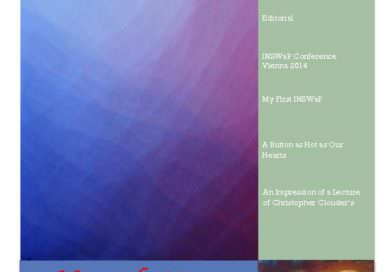 Editorial
INSWaP Conference
Vienna 2014
My First INSWaP
A Button as Hot as Our
Hearts
An Impression of a Lecture
of Christopher Clouder's